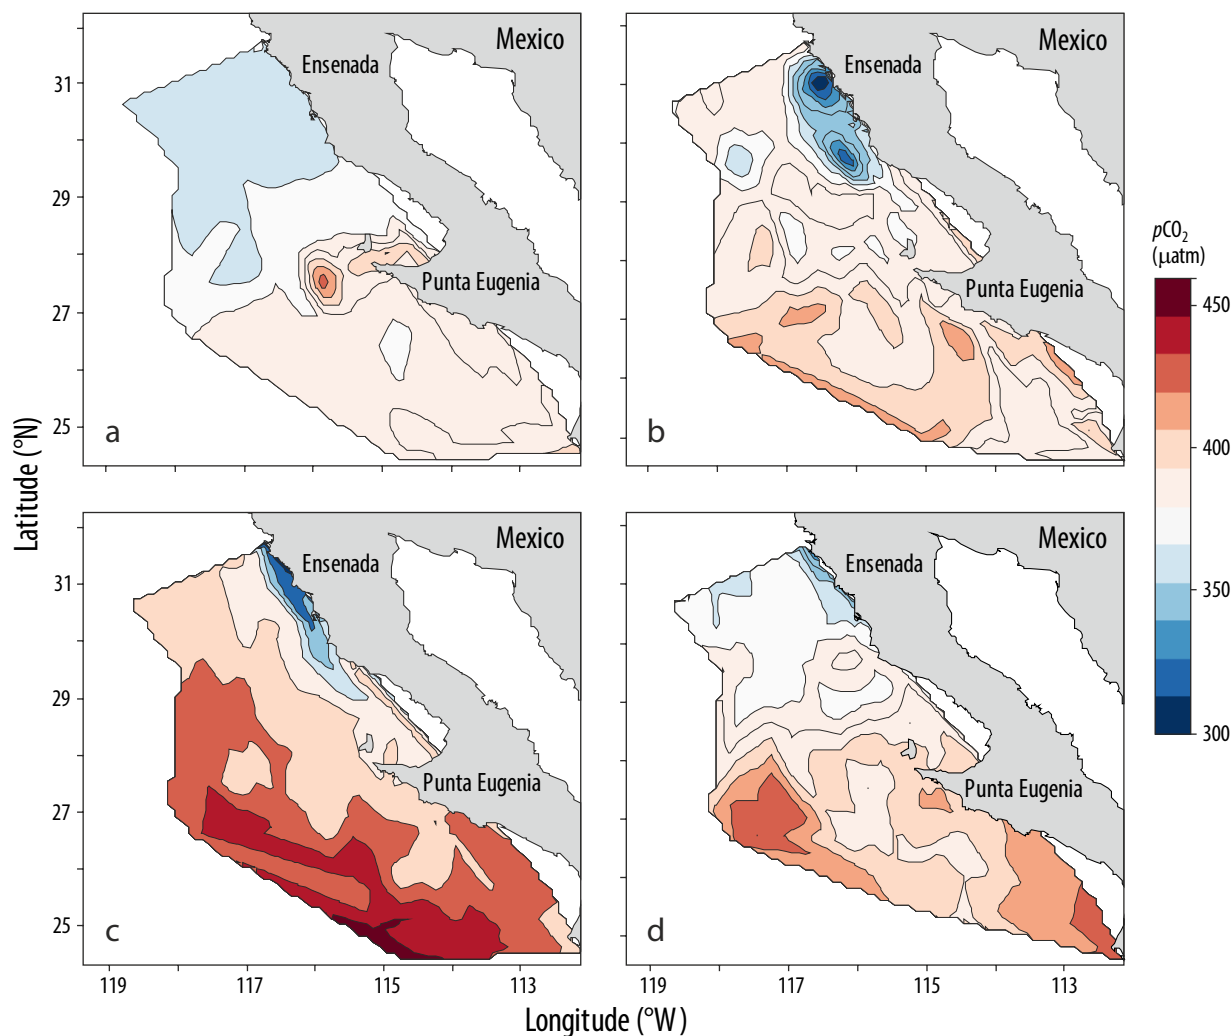 Mexico
Ensenada
Punta Eugenia
a
31
29
27
25
Mexico
Ensenada
Punta Eugenia
b
pCO₂
(µatm)
450
400
350
300
Mexico
Ensenada
Punta Eugenia
c
31
29
27
25
119
117
115
113
Mexico
Ensenada
Punta Eugenia
d
119
117
115
113
Latitude (°N)
Longitude (°W)